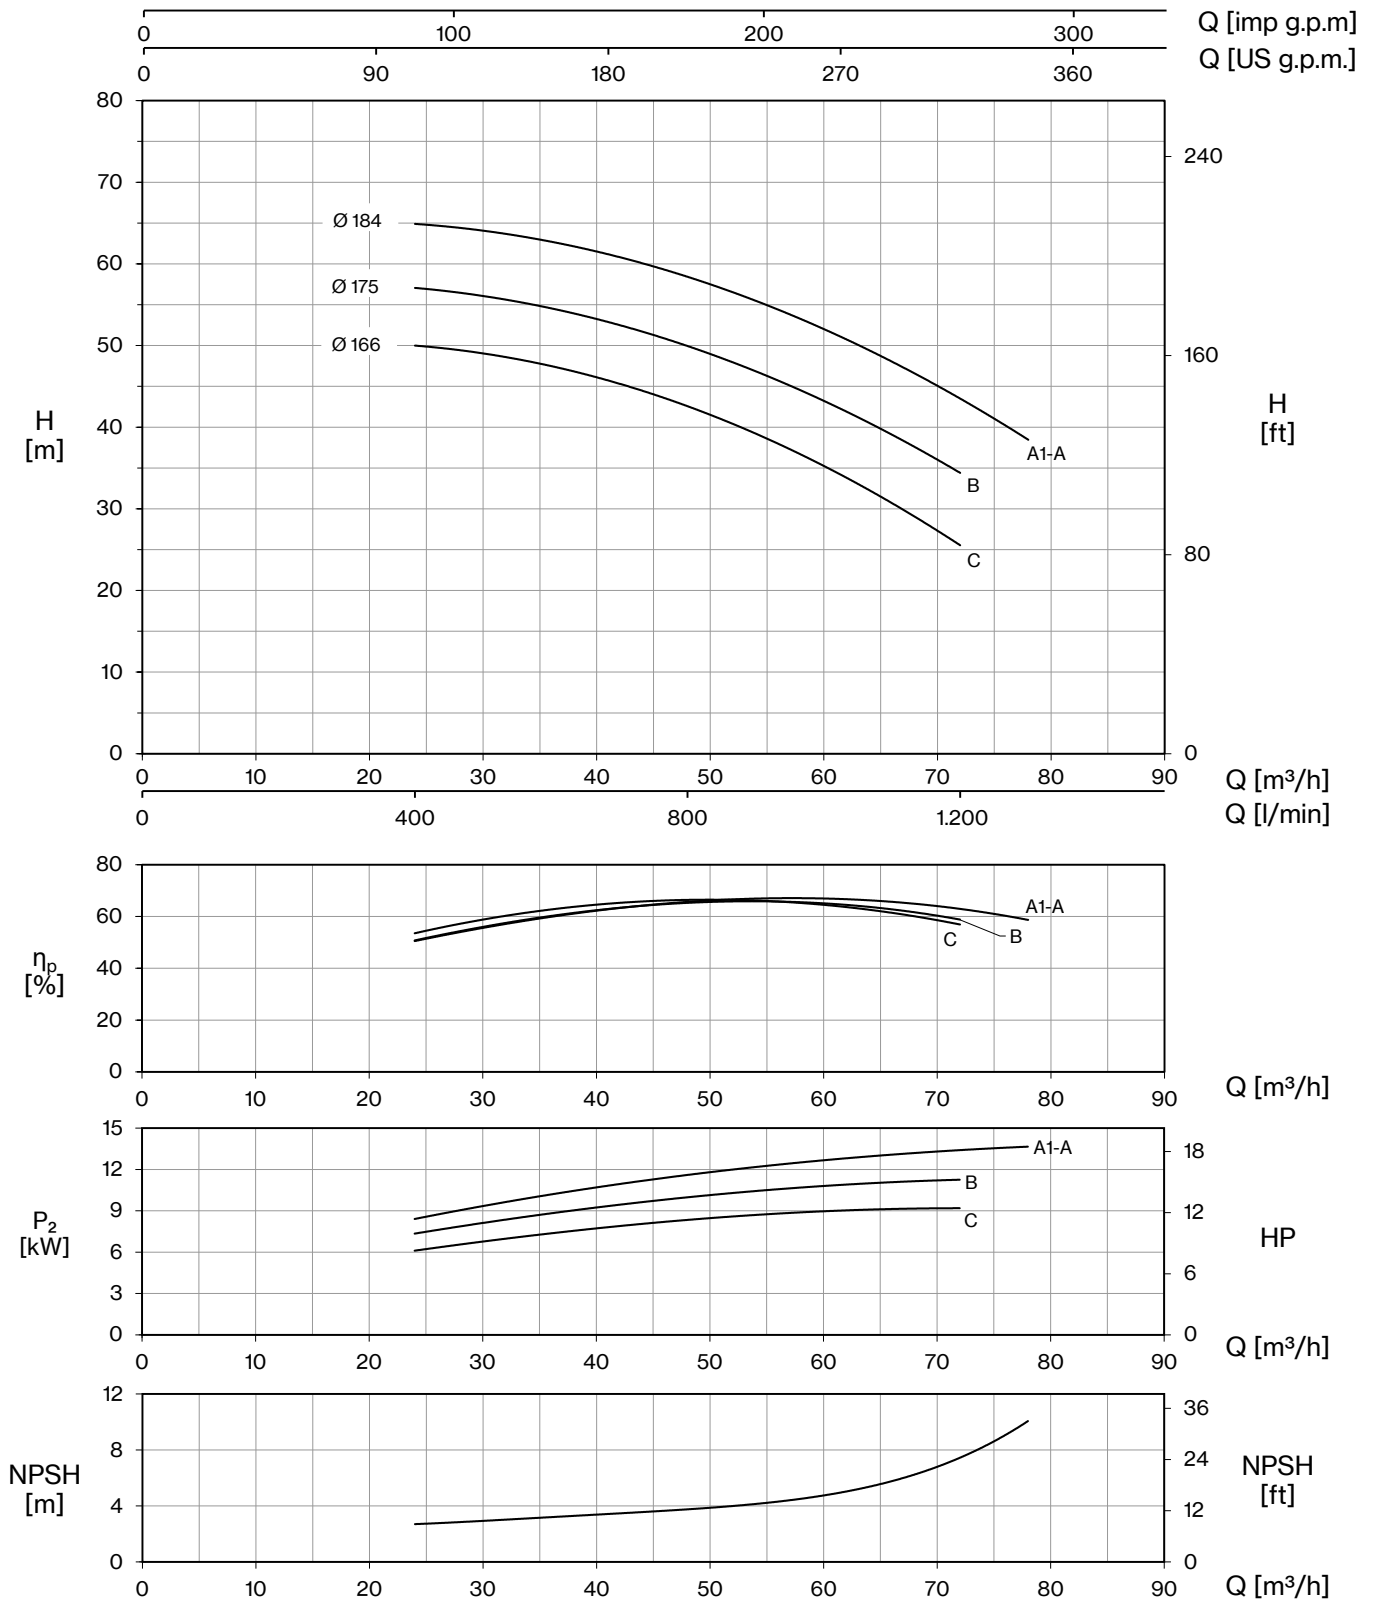 0 100 200 300 Q [imp g.p.m]
0 90 180 270 360 Q [US g.p.m.]
80
70
60
50
40
30
20
10
0
H
[m]
Ø 184
Ø 175
Ø 166
A1-A
B
C
240
160
80
0
H
[ft]
0 10 20 30 40 50 60 70 80 90 Q [m³/h]
0 400 800 1.200 Q [l/min]
80
60
40
20
0
ηp
[%]
A1-A
B
C
0 10 20 30 40 50 60 70 80 90 Q [m³/h]
15
12
9
6
3
0
P₂
[kW]
A1-A
B
C
18
12
6
0
HP
0 10 20 30 40 50 60 70 80 90 Q [m³/h]
12
8
4
0
NPSH
[m]
36
24
12
0
NPSH
[ft]
0 10 20 30 40 50 60 70 80 90 Q [m³/h]